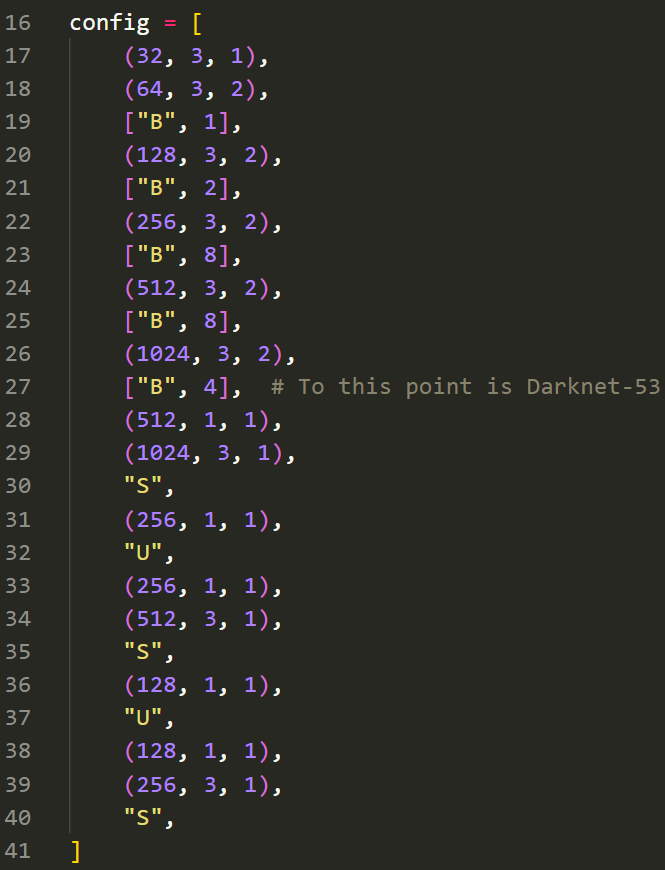 16 config = [
17     (32, 3, 1),
18     (64, 3, 2),
19     ["B", 1],
20     (128, 3, 2),
21     ["B", 2],
22     (256, 3, 2),
23     ["B", 8],
24     (512, 3, 2),
25     ["B", 8],
26     (1024, 3, 2),
27     ["B", 4],  # To this point is Darknet-53
28     (512, 1, 1),
29     (1024, 3, 1),
30     "S",
31     (256, 1, 1),
32     "U",
33     (256, 1, 1),
34     (512, 3, 1),
35     "S",
36     (128, 1, 1),
37     "U",
38     (128, 1, 1),
39     (256, 3, 1),
40     "S",
41 ]